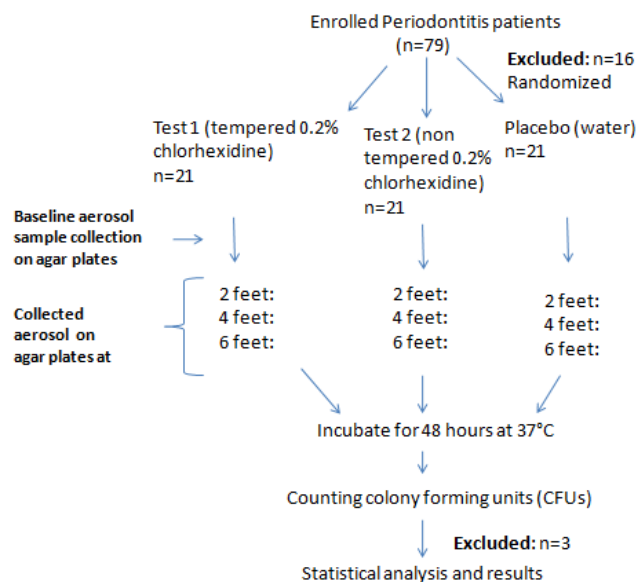 Enrolled Periodontitis patients
(n=79)
Excluded: n=16
Randomized
Test 1 (tempered 0.2%
chlorhexidine)
n=21
Test 2 (non
tempered 0.2%
chlorhexidine)
n=21
Placebo (water)
n=21
Baseline aerosol
sample collection
on agar plates
Collected
aerosol on
agar plates at
2 feet:
4 feet:
6 feet:
2 feet:
4 feet:
6 feet:
2 feet:
4 feet:
6 feet:
Incubate for 48 hours at 37°C
Counting colony forming units (CFUs)
Excluded: n=3
Statistical analysis and results